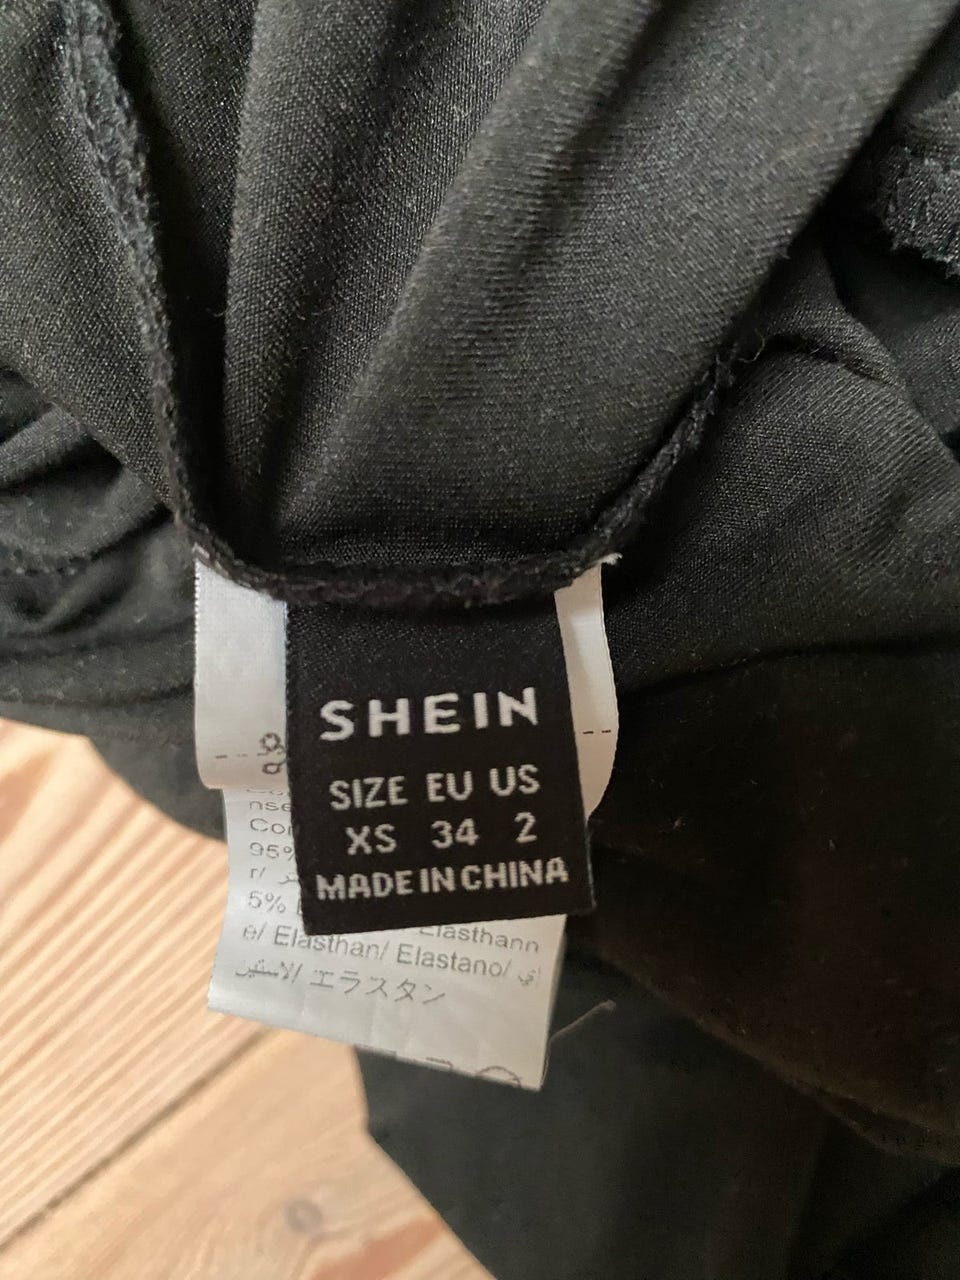 SHEIN
SIZE EU US
XS 34 2
MADE IN CHINA
nse
95%
r/
5%
e/ Elasthan/ Elastano/
エラスタン